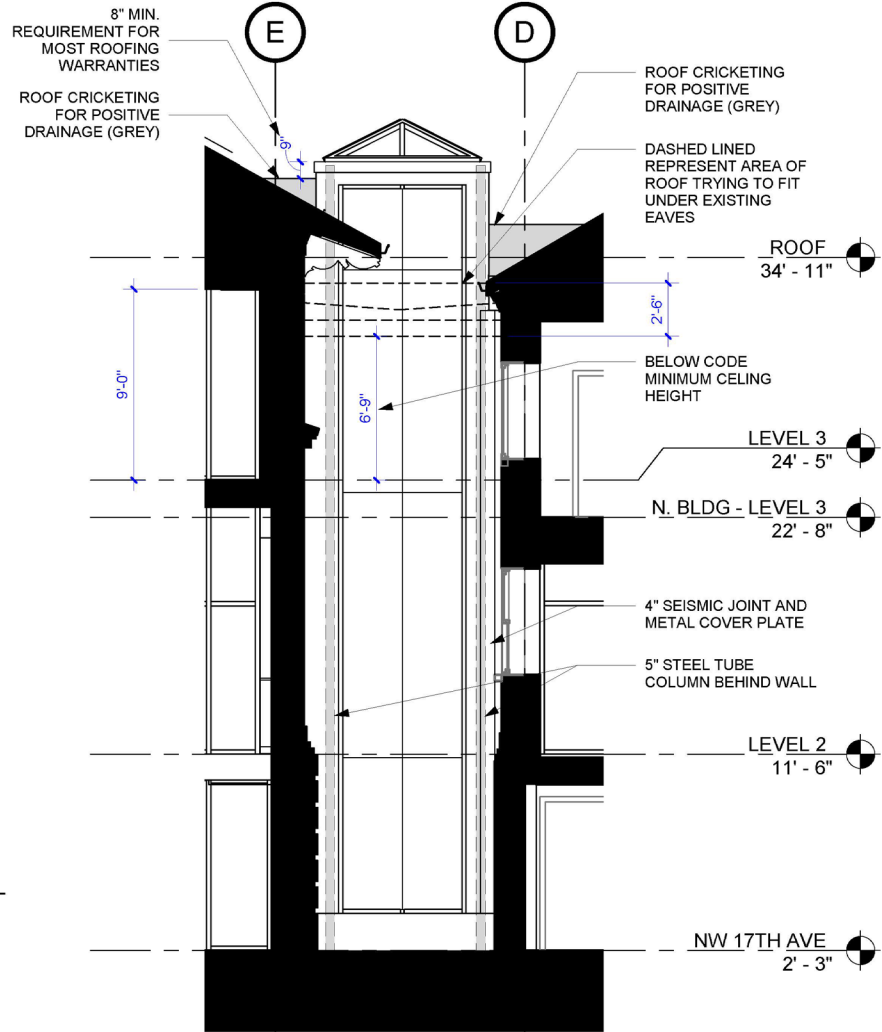 8" MIN.
REQUIREMENT FOR
MOST ROOFING
WARRANTIES
ROOF CRICKETING
FOR POSITIVE
DRAINAGE (GREY)
E
D
9"
ROOF CRICKETING
FOR POSITIVE
DRAINAGE (GREY)
DASHED LINED
REPRESENT AREA OF
ROOF TRYING TO FIT
UNDER EXISTING
EAVES
ROOF
34' - 11"
2'-6"
9'-0"
6'-9"
BELOW CODE
MINIMUM CELING
HEIGHT
LEVEL 3
24' - 5"
N. BLDG - LEVEL 3
22' - 8"
4" SEISMIC JOINT AND
METAL COVER PLATE
5" STEEL TUBE
COLUMN BEHIND WALL
LEVEL 2
11' - 6"
NW 17TH AVE
2' - 3"